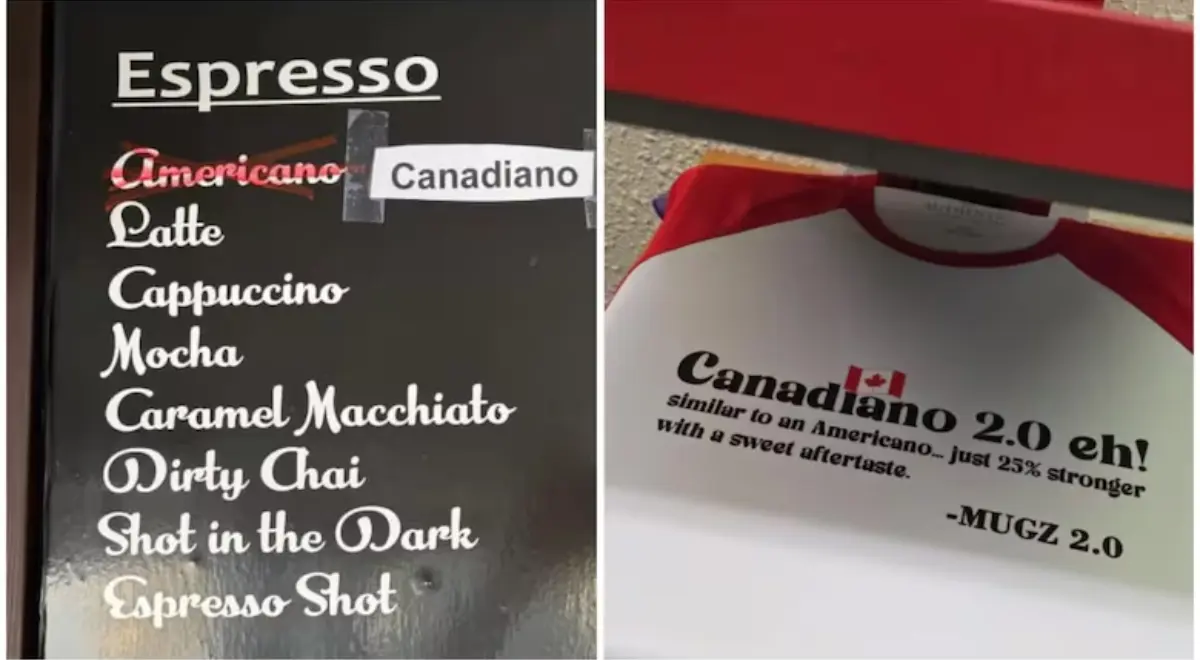 Espresso
Americano Canadiano
Latte
Cappuccino
Mocha
Caramel Macchiato
Dirty Chai
Shot in the Dark
Espresso Shot
Canadiano 2.0 eh!
similar to an Americano... just 25% stronger
with a sweet aftertaste.
-MUGZ 2.0